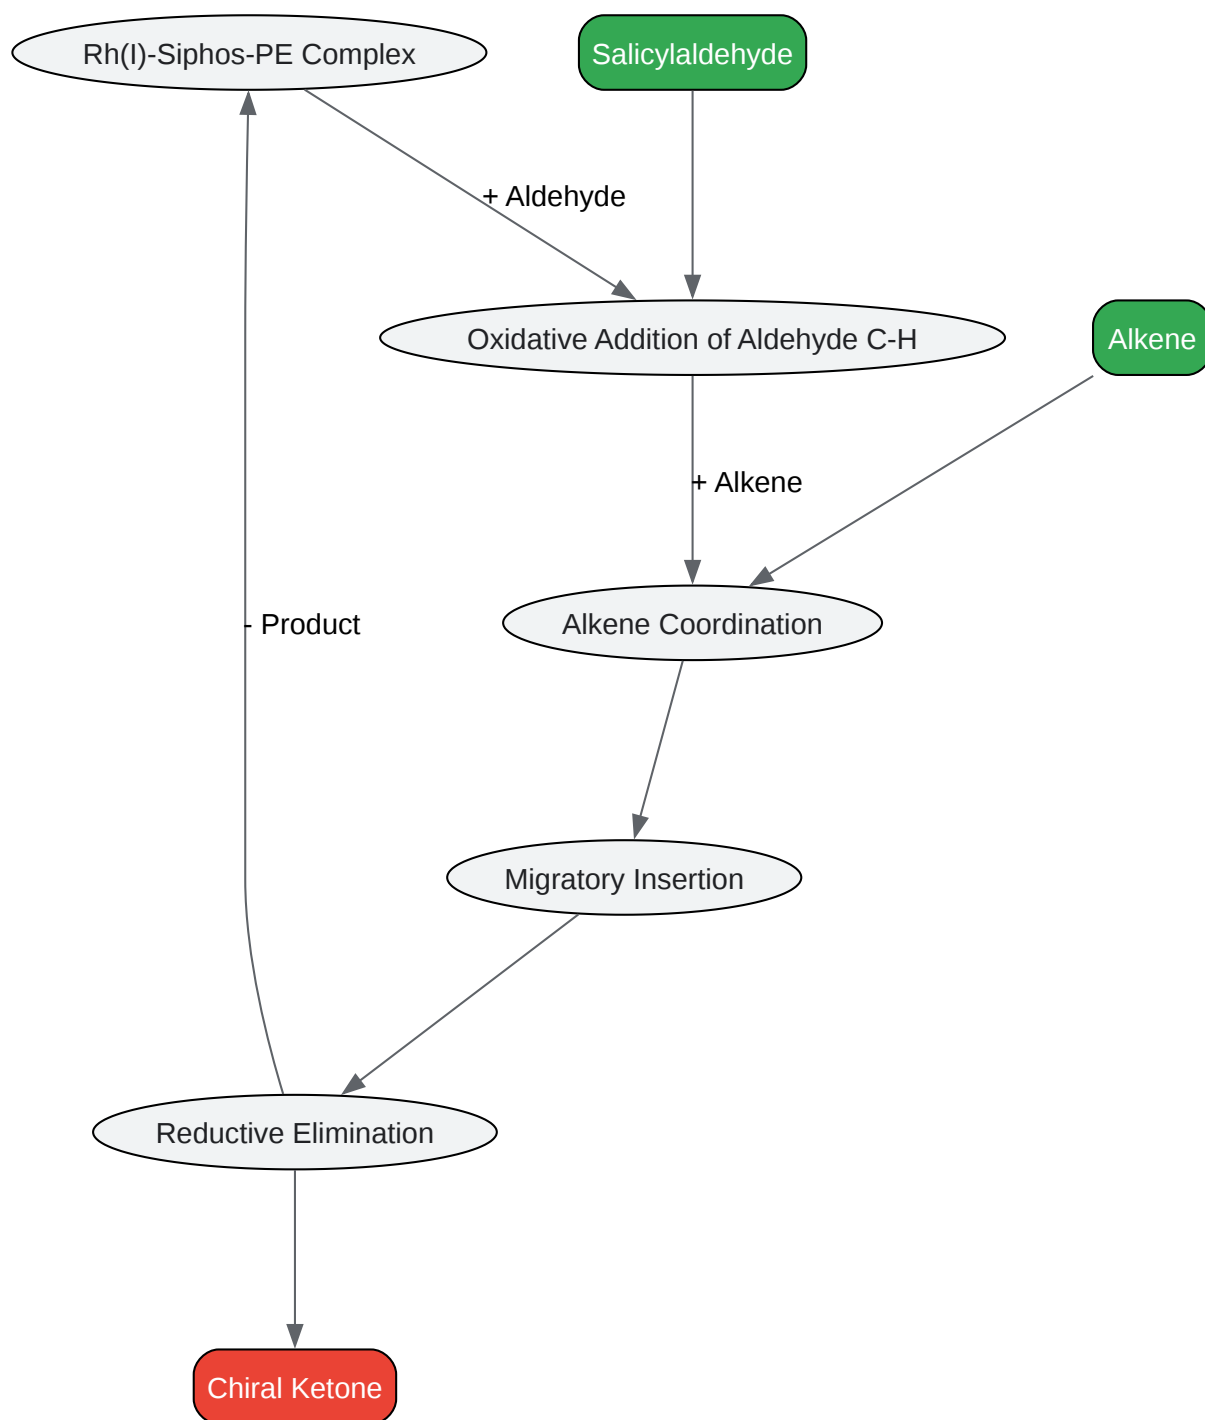 Rh(I)-Siphos-PE Complex
Salicylaldehyde
+ Aldehyde
Oxidative Addition of Aldehyde C-H
Alkene
+ Alkene
Alkene Coordination
- Product
Migratory Insertion
Reductive Elimination
Chiral Ketone